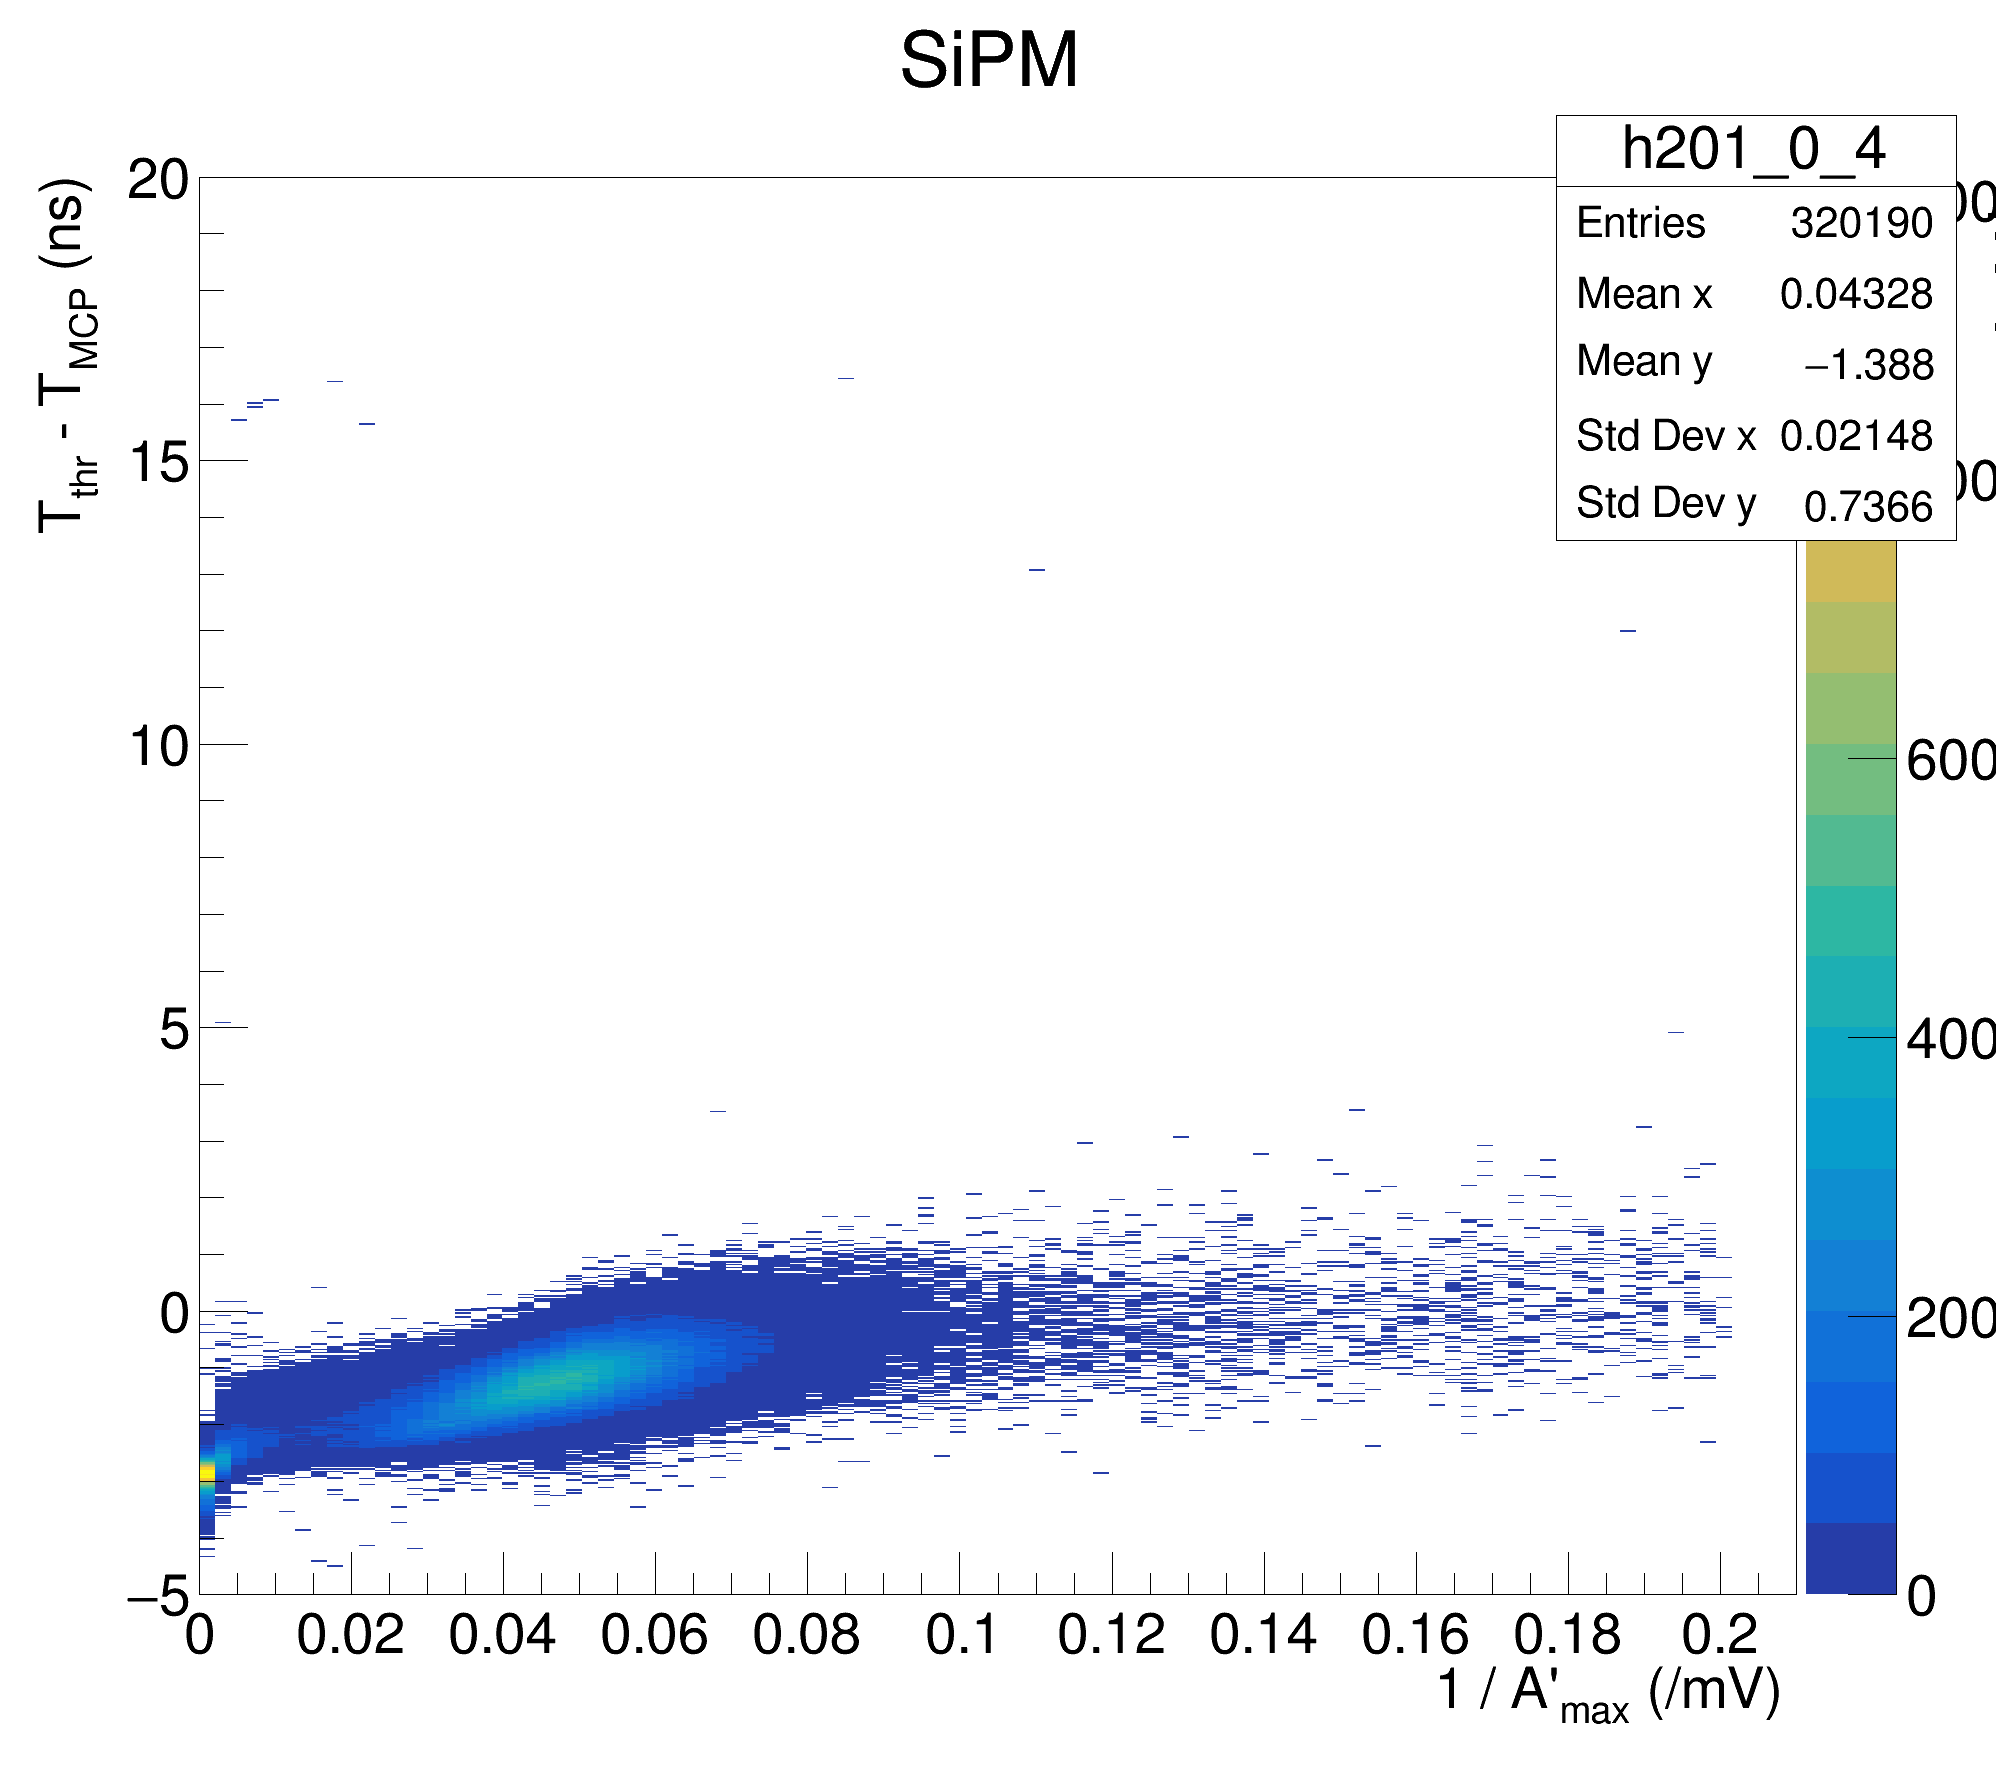 SiPM
h201_0_4
Entries 320190
Mean x 0.04328
Mean y −1.388
Std Dev x 0.02148
Std Dev y 0.7366
T_thr - T_MCP (ns)
20
15
10
5
0
−5
0 0.02 0.04 0.06 0.08 0.1 0.12 0.14 0.16 0.18 0.2
1 / A'_max (/mV)
600
400
200
0